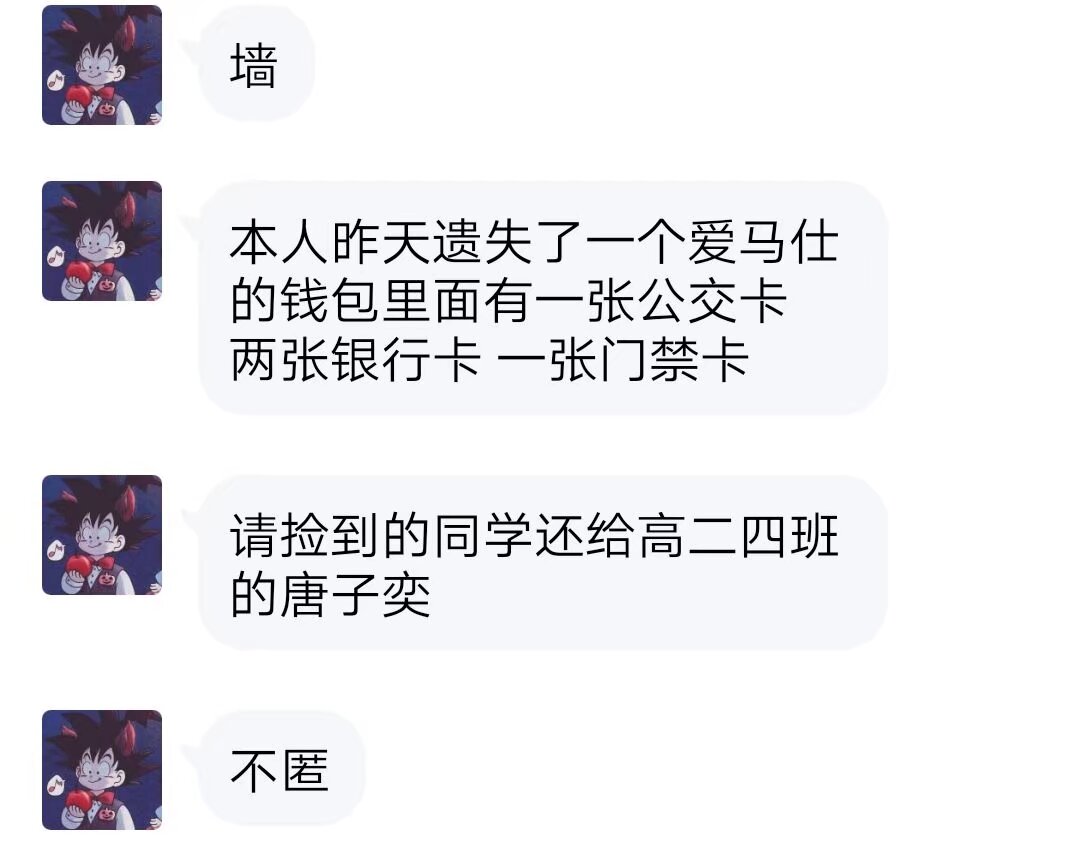 墙
本人昨天遗失了一个爱马仕
的钱包里面有一张公交卡
两张银行卡 一张门禁卡
请捡到的同学还给高二四班
的唐子奕
不匿